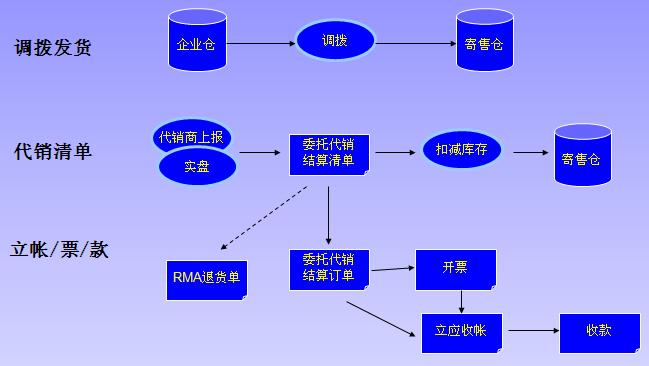 调拨发货
企业仓
调拨
寄售仓
代销清单
代销商上报
实盘
委托代销
结算清单
扣减库存
寄售仓
立帐/票/款
RMA退货单
委托代销
结算订单
开票
立应收帐
收款